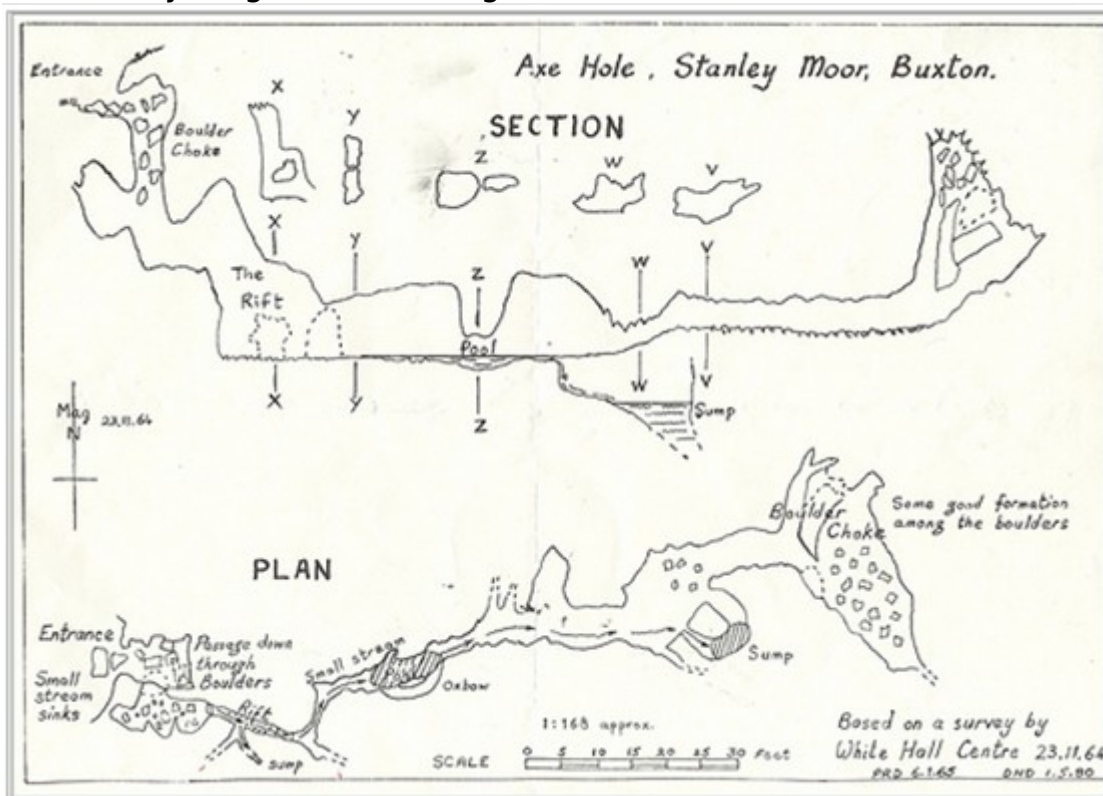 Axe Hole, Stanley Moor, Buxton.
SECTION
Entrance
Boulder
Choke
X
Y
Z
W
V
X
Y
Z
W
V
The
Rift
Pool
X
Y
Z
W
V
Sump
Mag
N
23.11.64
PLAN
Some good formation
among the boulders
Boulder
Choke
Entrance
Small
stream
sinks
Passage down
through
Boulders
Rift
Sump
Small stream
Pool
Oxbow
Sump
1:168 approx.
SCALE
0 5 10 15 20 25 30 Feet
Based on a survey by
White Hall Centre 23.11.64
PRD 6.1.65 DND 1.5.80